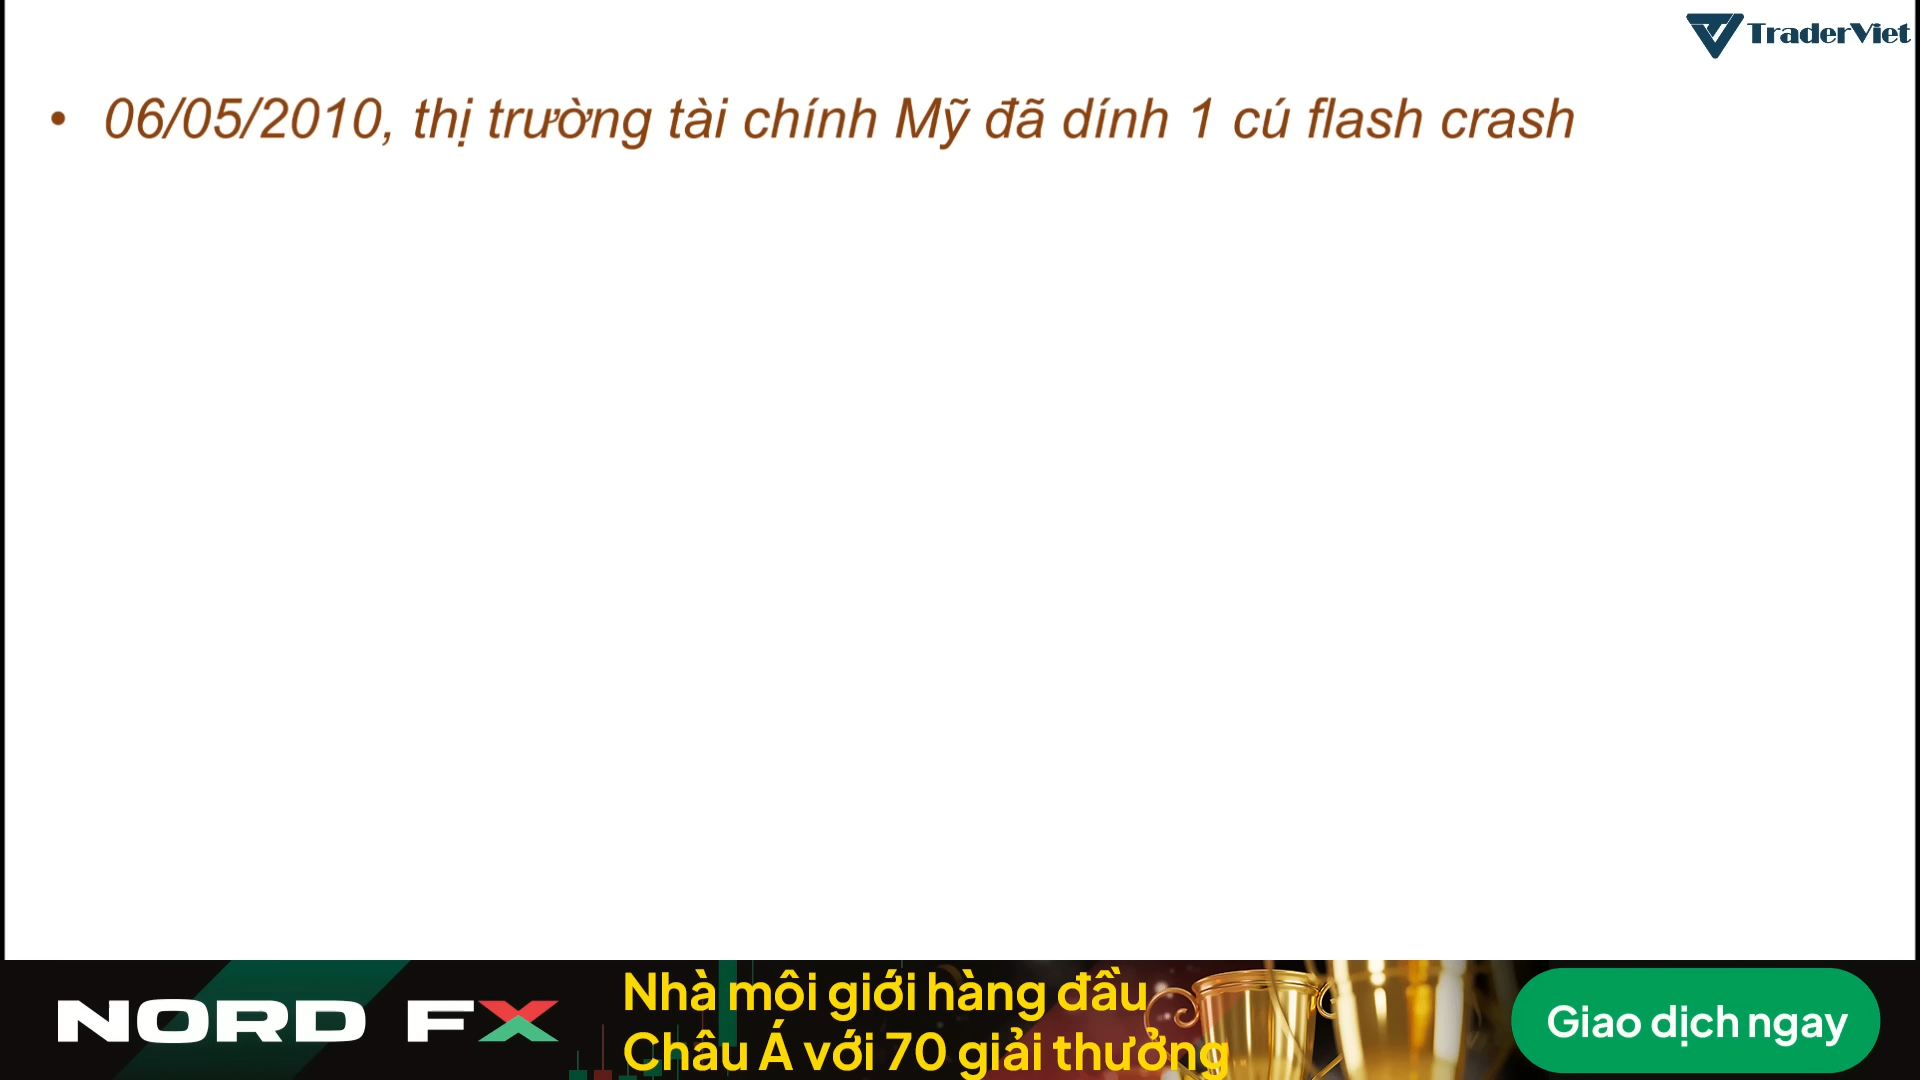 TraderViet
• 06/05/2010, thị trường tài chính Mỹ đã dính 1 cú flash crash
NORD FX
Nhà môi giới hàng đầu
Châu Á với 70 giải thưởng
Giao dịch ngay